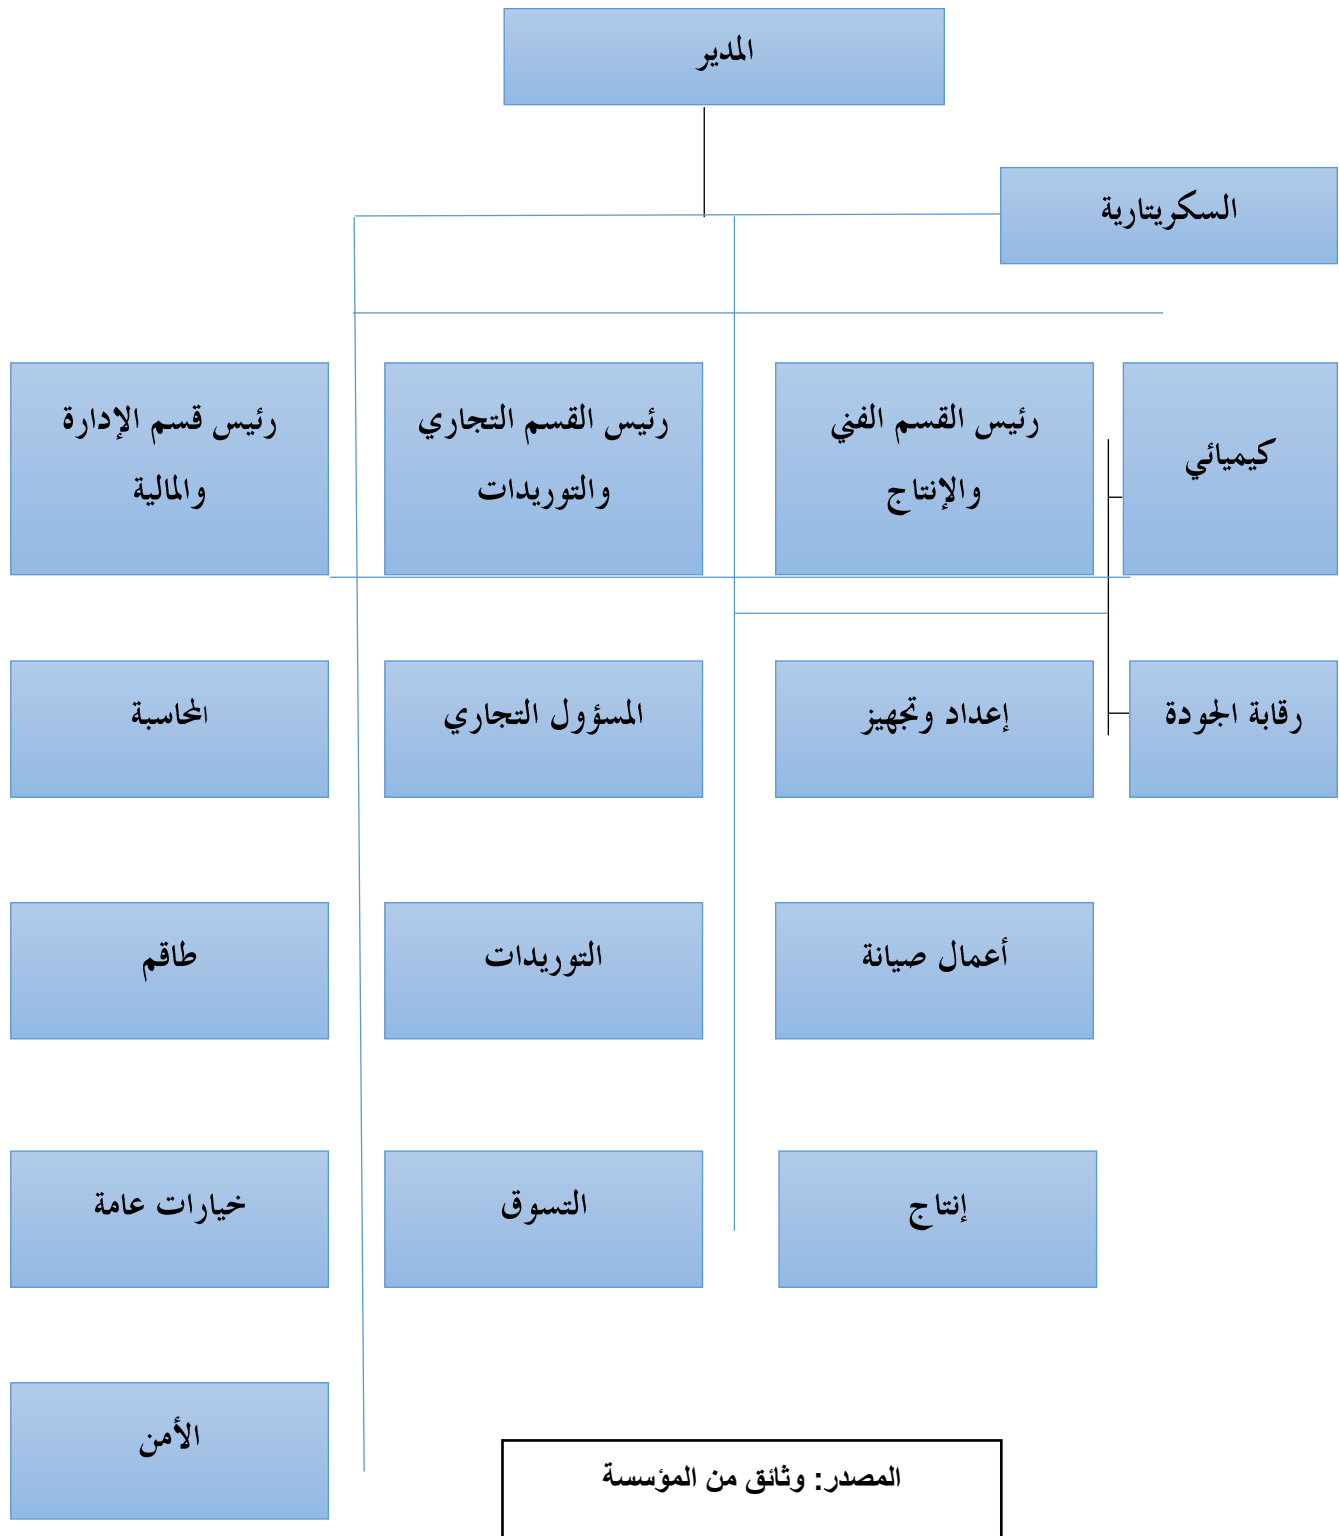 المدير
السكريتارية
كيميائي
رئيس القسم الفني
والإنتاج
رئيس القسم التجاري
والتوريدات
رئيس قسم الإدارة
والمالية
رقابة الجودة
إعداد وتجهيز
المسؤول التجاري
المحاسبة
أعمال صيانة
التوريدات
طاقم
إنتاج
التسوق
خيارات عامة
الأمن
المصدر: وثائق من المؤسسة